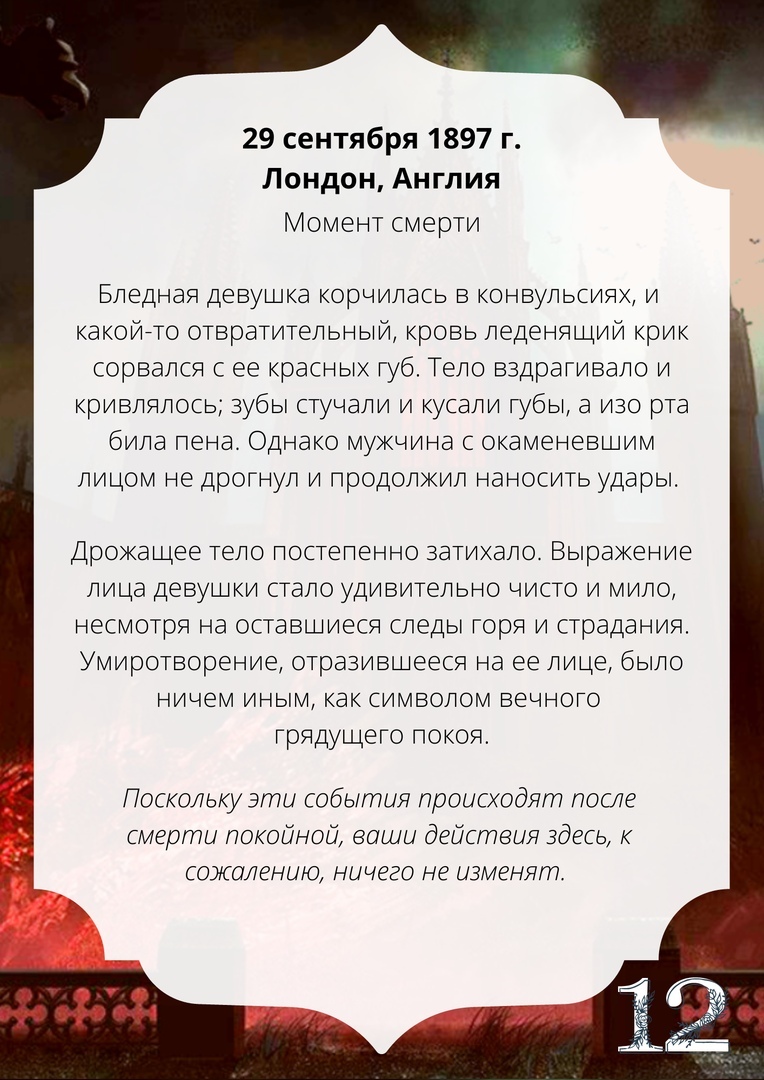 29 сентября 1897 г.
Лондон, Англия
Момент смерти
Бледная девушка корчилась в конвульсиях, и
какой-то отвратительный, кровь леденящий крик
сорвался с ее красных губ. Тело вздрагивало и
кривлялось; зубы стучали и кусали губы, а изо рта
била пена. Однако мужчина с окаменевшим
лицом не дрогнул и продолжил наносить удары.
Дрожащее тело постепенно затихало. Выражение
лица девушки стало удивительно чисто и мило,
несмотря на оставшиеся следы горя и страдания.
Умиротворение, отразившееся на ее лице, было
ничем иным, как символом вечного
грядущего покоя.
Поскольку эти события происходят после
смерти покойной, ваши действия здесь, к
сожалению, ничего не изменят.
12